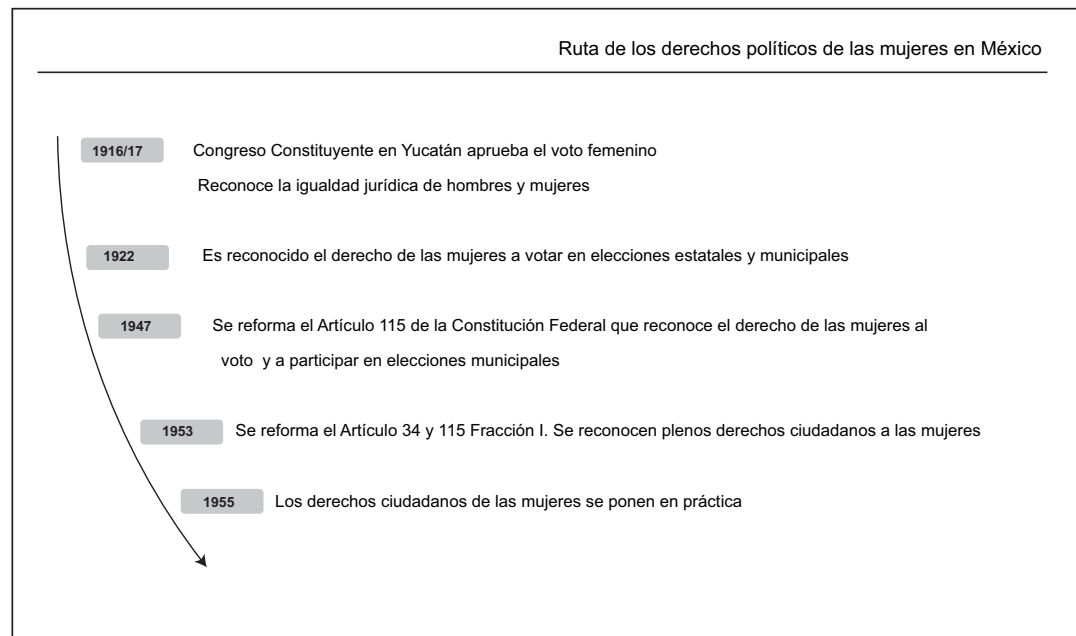 Ruta de los derechos políticos de las mujeres en México
1916/17 Congreso Constituyente en Yucatán aprueba el voto femenino
Reconoce la igualdad jurídica de hombres y mujeres
1922 Es reconocido el derecho de las mujeres a votar en elecciones estatales y municipales
1947 Se reforma el Artículo 115 de la Constitución Federal que reconoce el derecho de las mujeres al
voto y a participar en elecciones municipales
1953 Se reforma el Artículo 34 y 115 Fracción I. Se reconocen plenos derechos ciudadanos a las mujeres
1955 Los derechos ciudadanos de las mujeres se ponen en práctica